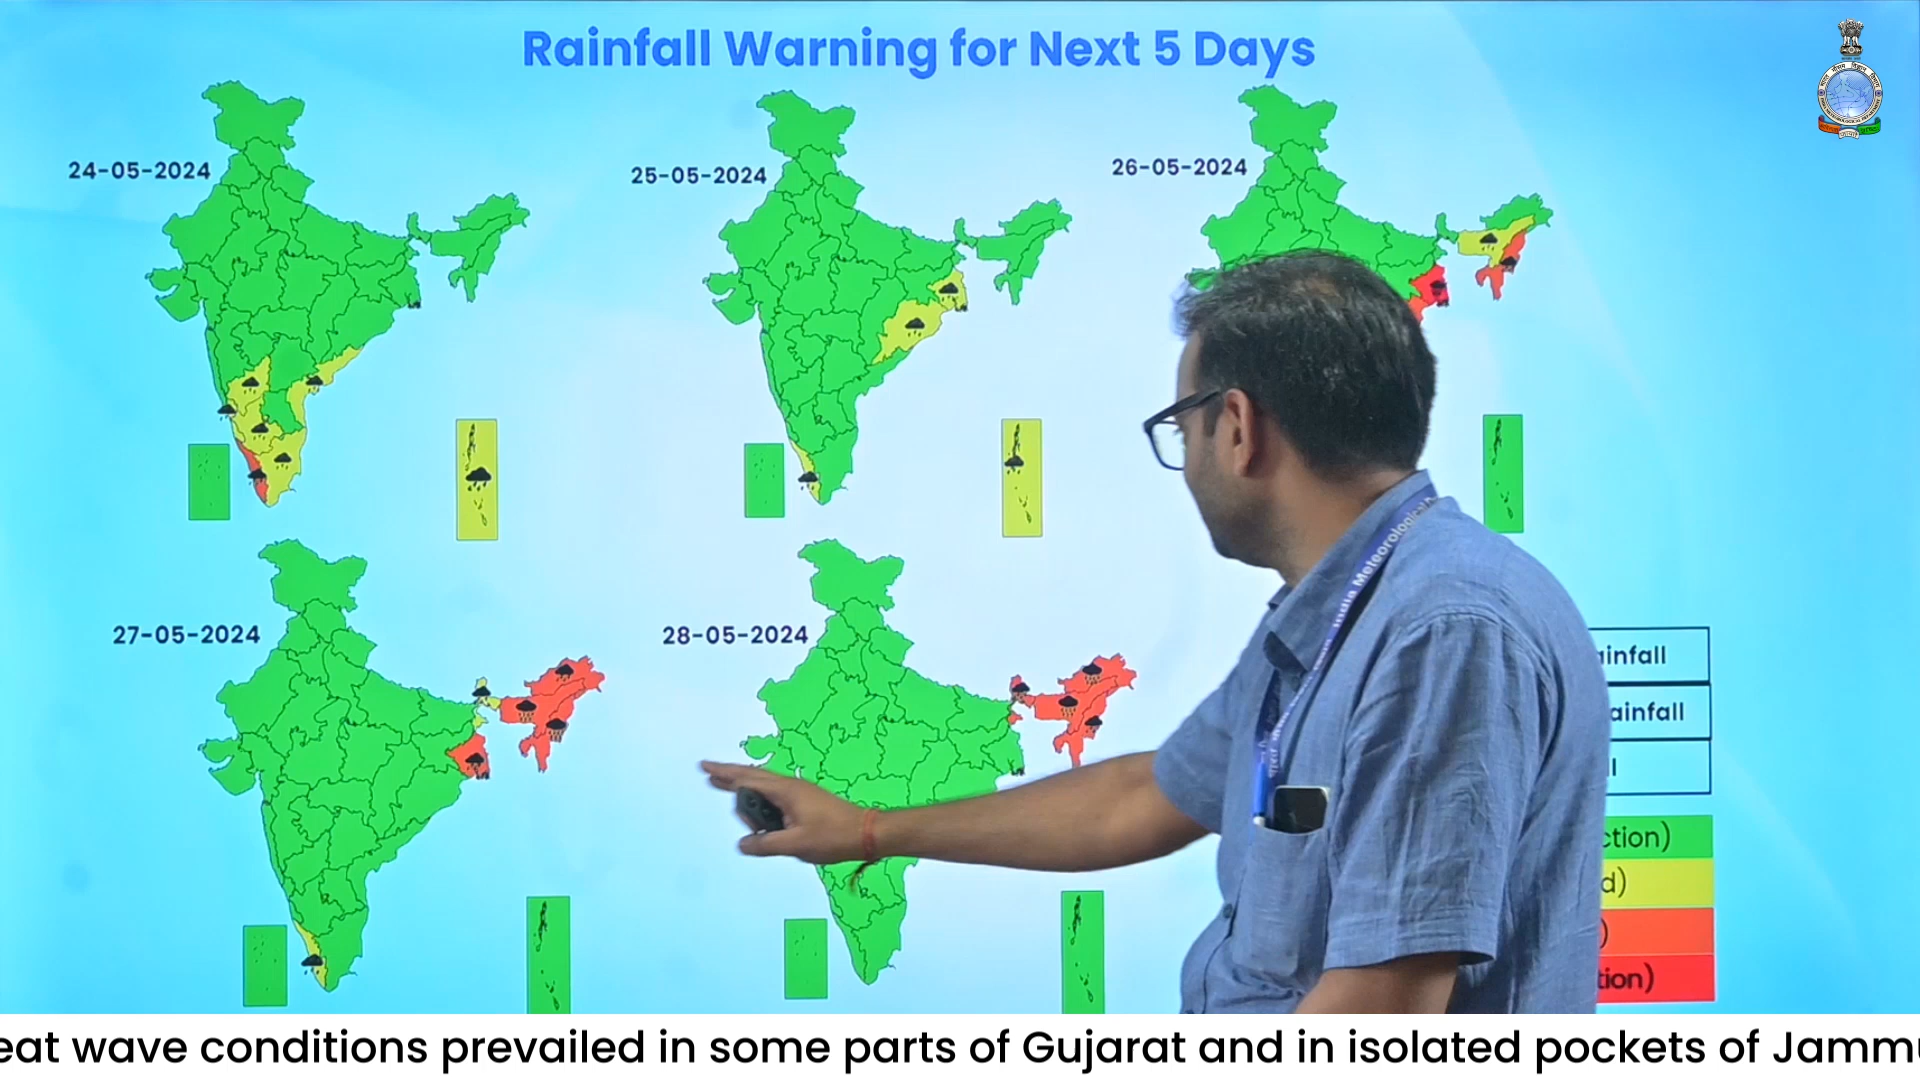 Rainfall Warning for Next 5 Days
24-05-2024
25-05-2024
26-05-2024
27-05-2024
28-05-2024
India Meteorological D
ainfall
ainfall
l
ction)
d)
)
tion)
eat wave conditions prevailed in some parts of Gujarat and in isolated pockets of Jammu